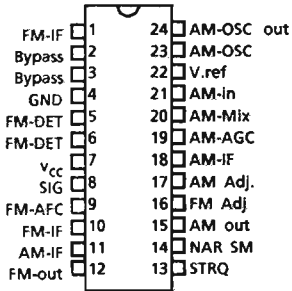 FM-IF 1
Bypass 2
Bypass 3
GND 4
FM-DET 5
FM-DET 6
VCC 7
SIG 8
FM-AFC 9
FM-IF 10
AM-IF 11
FM-out 12
24 AM-OSC out
23 AM-OSC
22 V.ref
21 AM-in
20 AM-Mix
19 AM-AGC
18 AM-IF
17 AM Adj.
16 FM Adj
15 AM out
14 NAR SM
13 STRQ